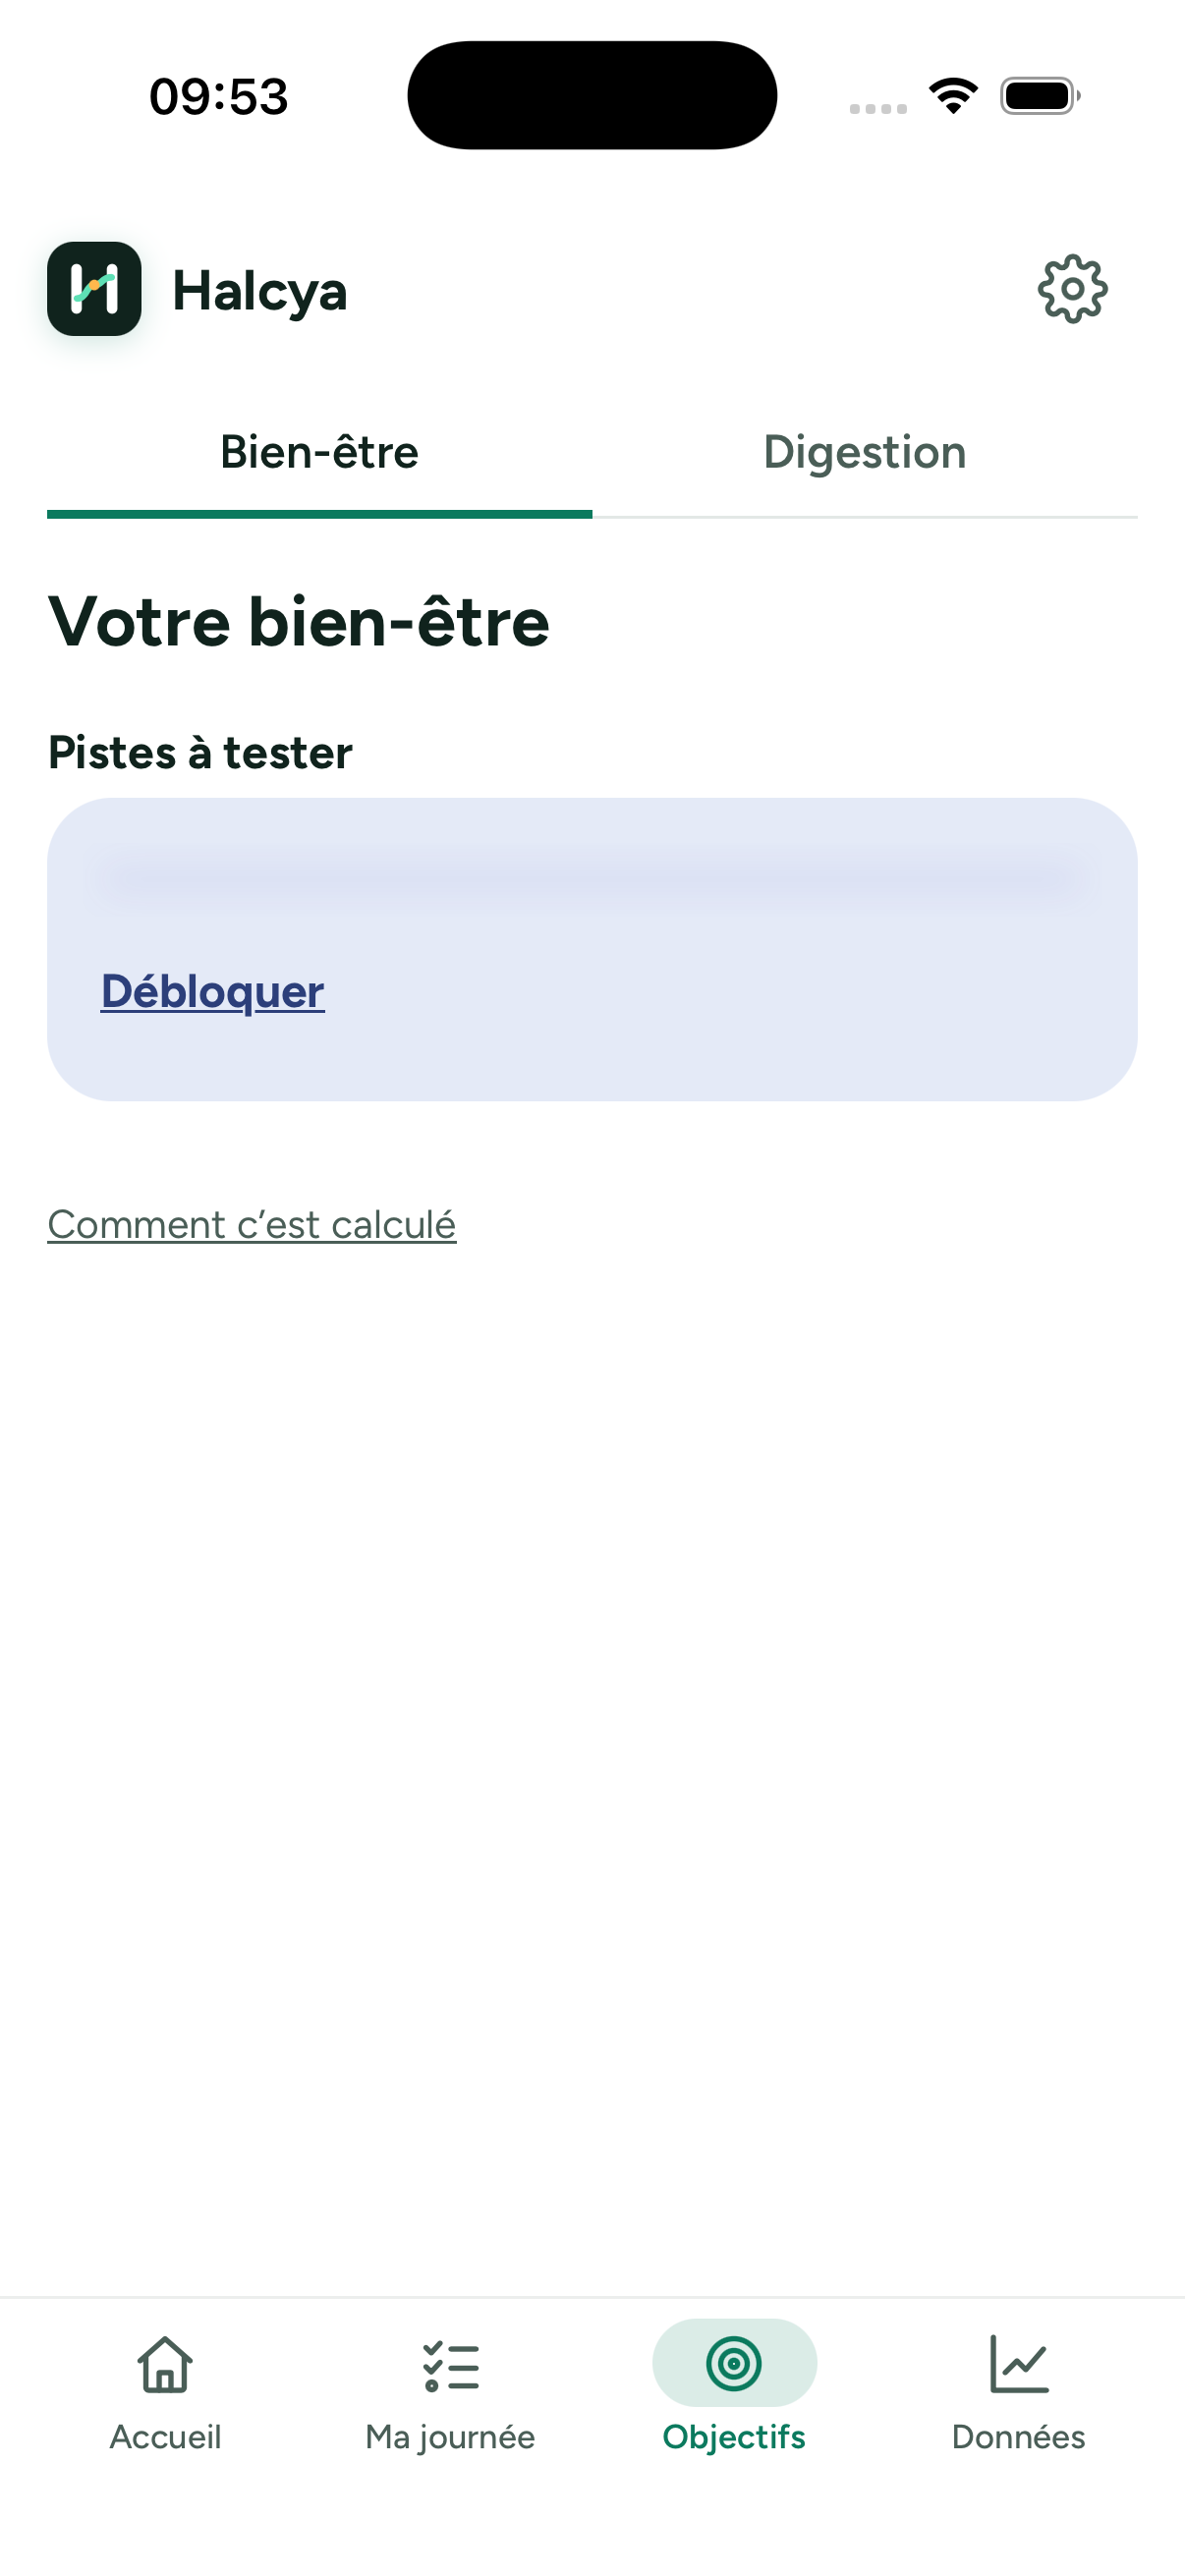 09:53
Halcya
Bien-être
Digestion
Votre bien-être
Pistes à tester
Débloquer
Comment c’est calculé
Accueil
Ma journée
Objectifs
Données